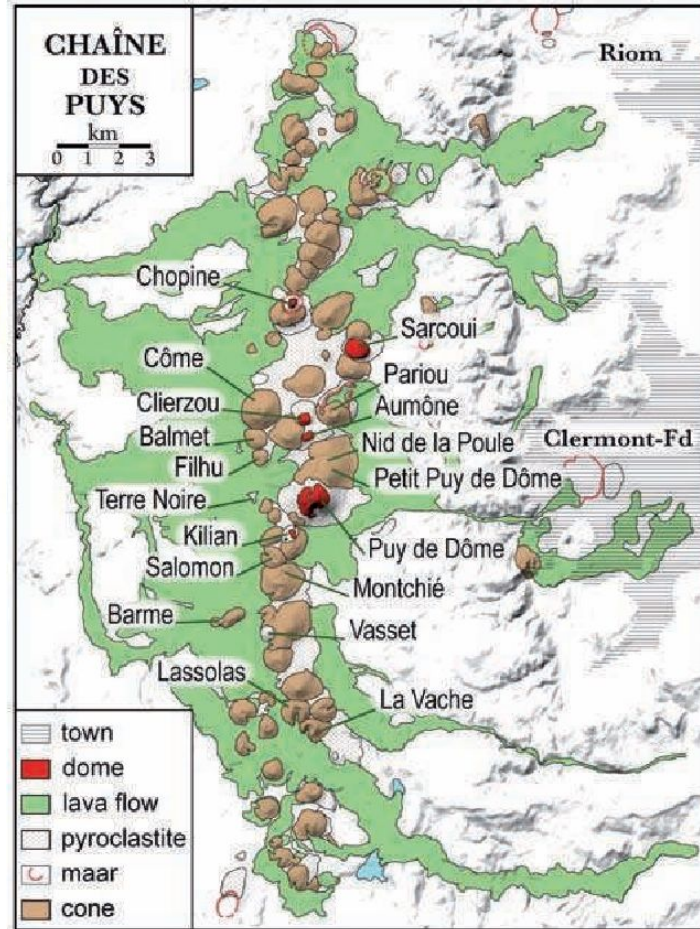 CHAÎNE
DES
PUYS
km
0 1 2 3
Riom
Chopine
Sarcoui
Côme
Pariou
Clierzou
Aumône
Balmet
Nid de la Poule
Clermont-Fd
Filhu
Petit Puy de Dôme
Terre Noire
Kilian
Puy de Dôme
Salomon
Montchié
Barme
Vasset
Lassolas
La Vache
town
dome
lava flow
pyroclastite
maar
cone